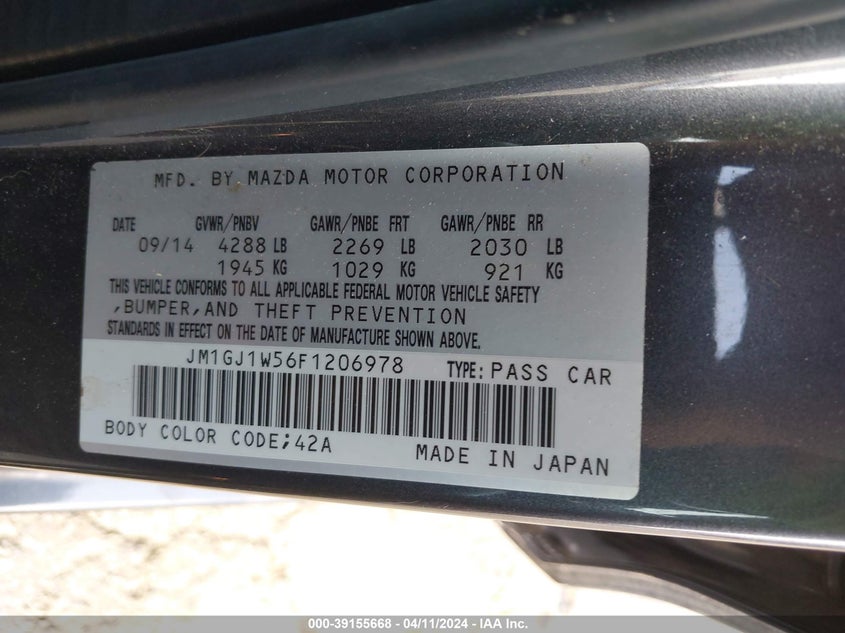 MFD. BY MAZDA MOTOR CORPORATION
DATE GVWR/PNBV GAWR/PNBE FRT GAWR/PNBE RR
09/14 4288 LB 2269 LB 2030 LB
1945 KG 1029 KG 921 KG
THIS VEHICLE CONFORMS TO ALL APPLICABLE FEDERAL MOTOR VEHICLE SAFETY
,BUMPER,AND THEFT PREVENTION
STANDARDS IN EFFECT ON THE DATE OF MANUFACTURE SHOWN ABOVE.
JM1GJ1W56F1206978 TYPE: PASS CAR
BODY COLOR CODE;42A MADE IN JAPAN
000-39155668 - 04/11/2024 - IAA Inc.